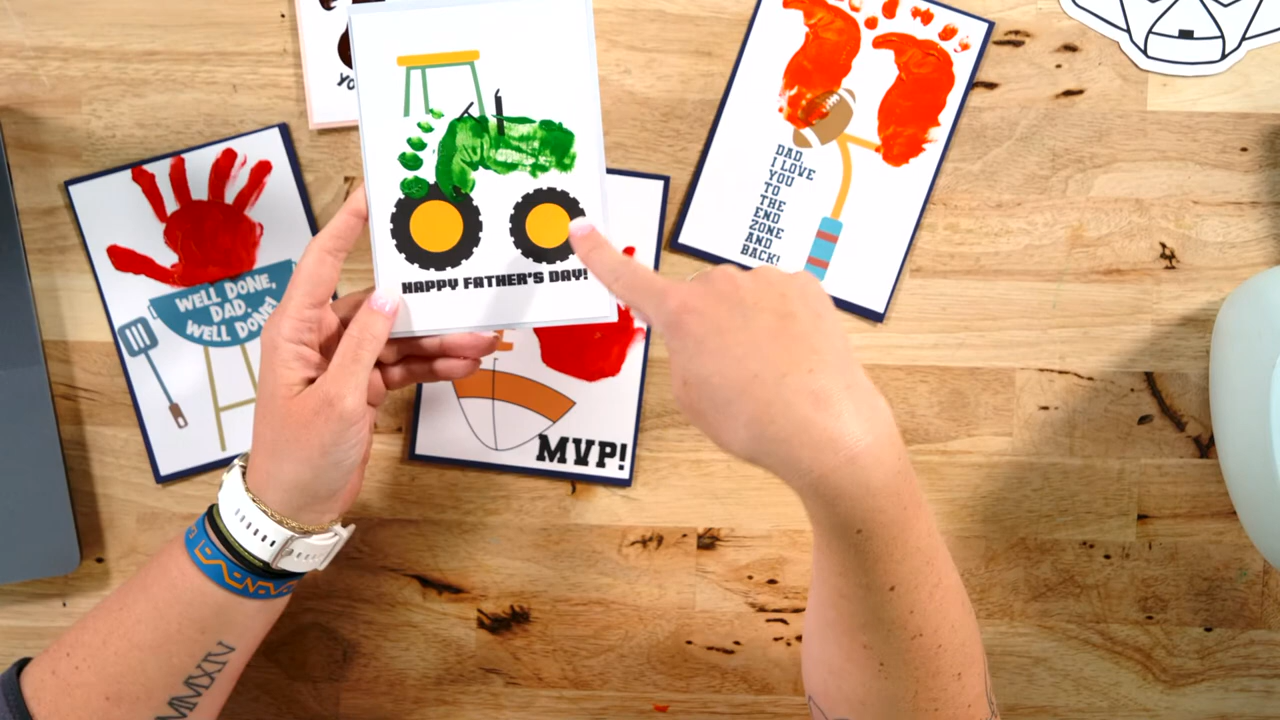 YO
HAPPY FATHER'S DAY!
WELL DONE,
DAD.
WELL DONE!
DAD,
I LOVE
YOU
TO
THE
END
ZONE
AND
BACK!
MVP!
MMXIV